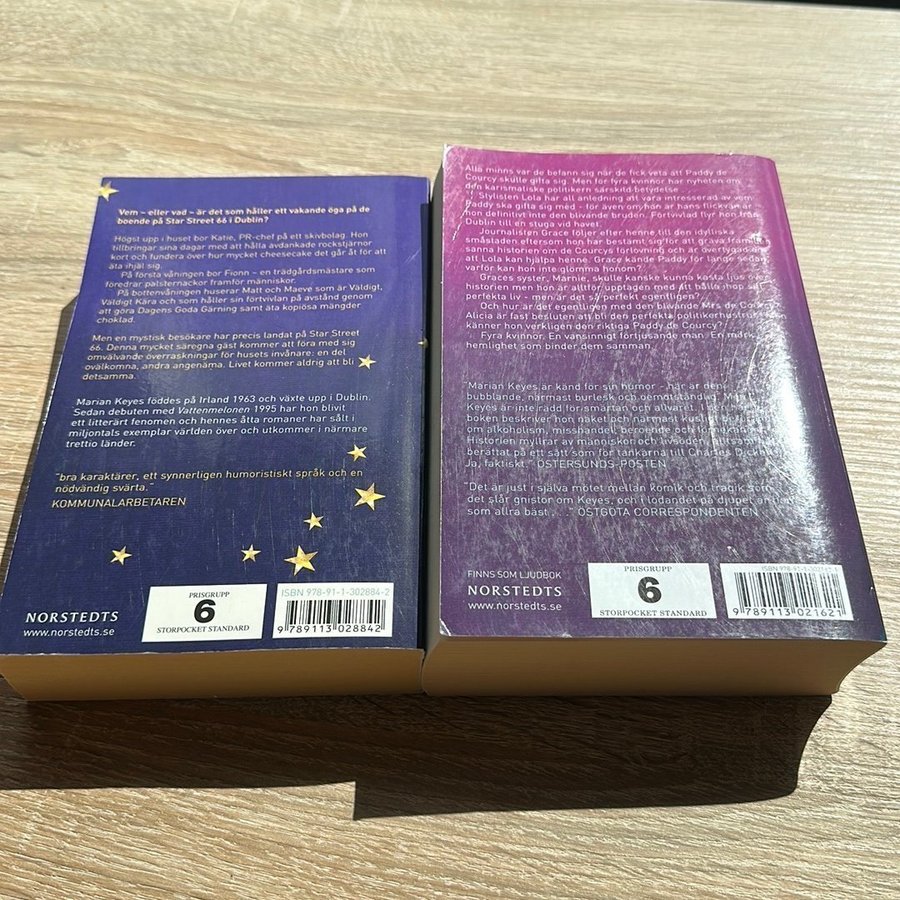 Vem – eller vad – är det som håller ett vakande öga på de
boende på Star Street 66 i Dublin?
Högst upp i huset bor Katie, PR-chef på ett skivbolag. Hon
tillbringar sina dagar med att hålla avdankade rockstjärnor
kort och fundera över hur mycket cheesecake det går åt för att
äta ihjäl sig.
På första våningen bor Fionn – en trädgårdsmästare som
föredrar palsternackor framför människor.
På bottenvåningen huserar Matt och Maeve som är Väldigt,
Väldigt Kära och som håller sin förtvivlan på avstånd genom
att göra Dagens Goda Gärning samt äta kopiösa mängder
choklad.
Men en mystisk besökare har precis landat på Star Street
66. Denna mycket säregna gäst kommer att föra med sig
omvälvande överraskningar för husets invånare: en del
ovälkomna, andra angenäma. Livet kommer aldrig att bli
detsamma.
Marian Keyes föddes på Irland 1963 och växte upp i Dublin.
Sedan debuten med Vattenmelonen 1995 har hon blivit
ett litterärt fenomen och hennes åtta romaner har sålt i
miljontals exemplar världen över och utkommer i närmare
trettio länder.
"bra karaktärer, ett synnerligen humoristiskt språk och en
nödvändig svärta."
KOMMUNALARBETAREN
NORSTEDTS
www.norstedts.se
PRISGRUPP
6
STORPOCKET STANDARD
ISBN 978-91-1-302884-2
9 789113 028842
Alla minns var de befann sig när de fick veta att Paddy de
Courcy skulle gifta sig. Men för fyra kvinnor har nyheten om
den karismatiske politikern särskild betydelse.
Stylisten Lola har all anledning att vara intresserad av vem
Paddy ska gifta sig med - för även om hon är hans flickvän är
hon definitivt inte den blivande bruden. Förtvivlad flyr hon från
Dublin till en stuga vid havet.
Journalisten Grace följer efter henne till den idylliska
småstaden eftersom hon har bestämt sig för att gräva fram den
sanna historien om de Courcys förlovning och är övertygad om
att Lola kan hjälpa henne. Grace kände Paddy för länge sedan
varför kan hon inte glömma honom?
Graces syster, Marnie, skulle kanske kunna kasta ljus över
historien men hon är alltför upptagen med att hålla ihop sitt
perfekta liv - men är det så perfekt egentligen?
Och hur är det egentligen med den blivande Mrs de Courcy?
Alicia är fast besluten att bli den perfekta politikerhustrun
känner hon verkligen den riktiga Paddy de Courcy?
Fyra kvinnor. En vansinnigt förtjusande man. En mörk
hemlighet som binder dem samman.
"Marian Keyes är känd för sin humor - här är den
bubblande, närmast burlesk och oemotståndlig.
Keyes är inte rädd för smärtan och allvaret. I den här
boken beskriver hon naket och närmast kusligt
om alkoholism, misshandel, beroende och förnekelse.
Historien myllrar av människor och livsöden,
berättad på ett sätt som för tankarna till Charles Dickens
Ja, faktiskt." ÖSTERSUNDS-POSTEN
"Det är just i själva mötet mellan komik och tragik som
det slår gnistor om Keyes, och i lodandet på djupet är hon
som allra bäst . . ." ÖSTGÖTA CORRESPONDENTEN
FINNS SOM LJUDBOK
NORSTEDTS
www.norstedts.se
PRISGRUPP
6
STORPOCKET STANDARD
ISBN 978-91-1-302162-1
9 789113 021621